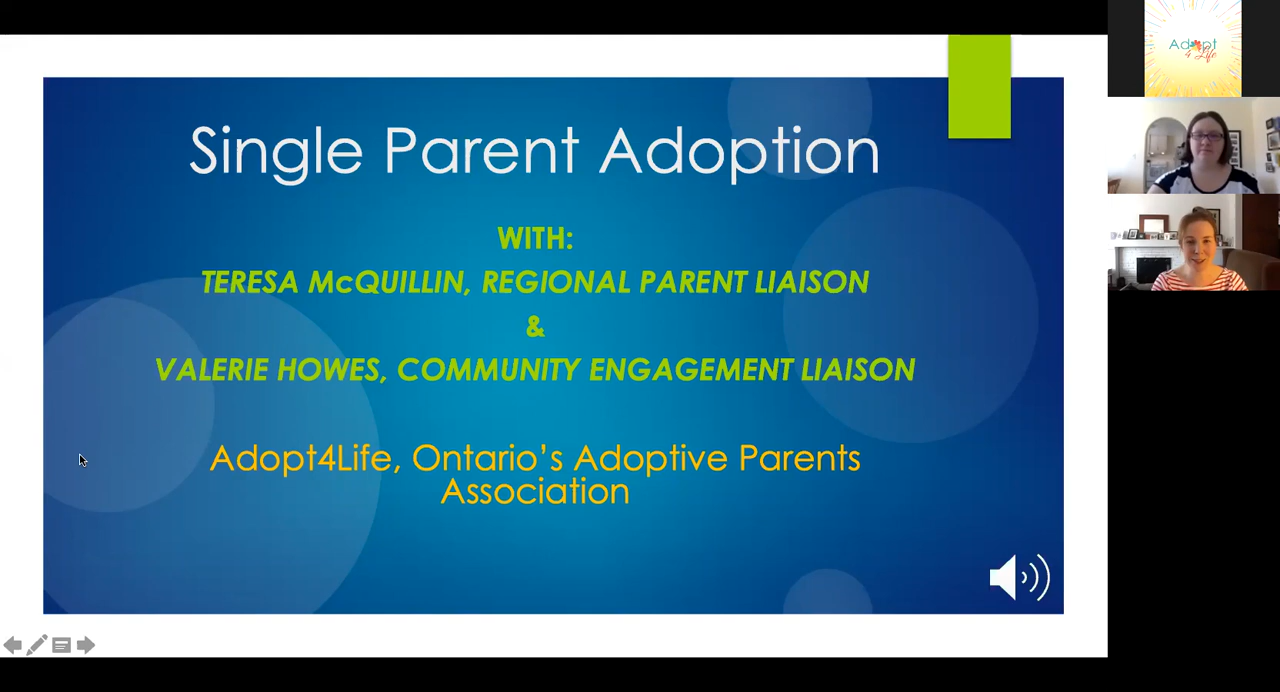 Single Parent Adoption
WITH:
TERESA McQUILLIN, REGIONAL PARENT LIAISON
&
VALERIE HOWES, COMMUNITY ENGAGEMENT LIAISON
Adopt4Life, Ontario's Adoptive Parents
Association
Adopt
4 Life